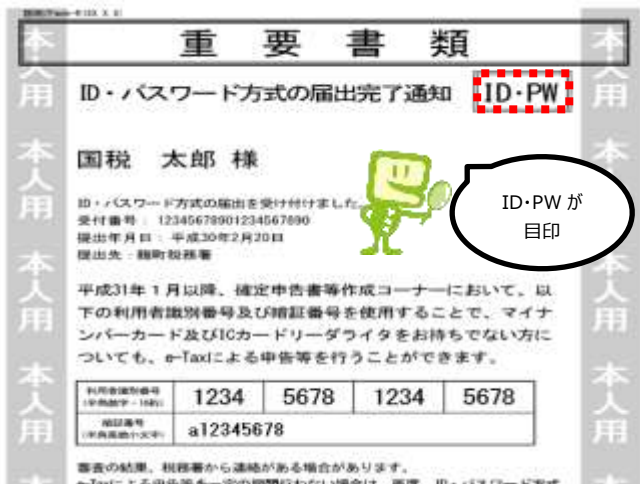 重要書類
ID・パスワード方式の届出完了通知 ID・PW
国税 太郎 様
ID・パスワード方式の届出を受け付けました。
受付番号 : 12345678901234567890
提出年月日 : 平成30年2月20日
提出先 : 麹町税務署
ID・PW が
目印
平成31年1月以降、確定申告書等作成コーナーにおいて、以
下の利用者識別番号及び暗証番号を使用することで、マイナ
ンバーカード及びICカードリーダライタをお持ちでない方に
ついても、e-Taxによる申告等を行うことができます。
利用者識別番号 1234 5678 1234 5678
暗証番号 a12345678
審査の結果、税務署から連絡がある場合があります。
本人用
本人用
本人用
本人用
本人用
本人用
本人用
本人用